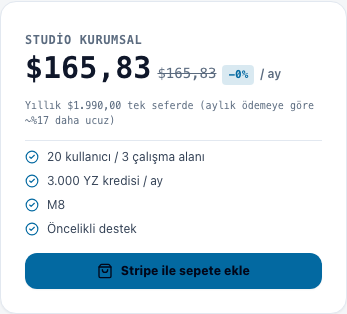 STUDİO KURUMSAL
$165,83 $165,83 −0% / ay
Yıllık $1.990,00 tek seferde (aylık ödemeye göre
~%17 daha ucuz)
20 kullanıcı / 3 çalışma alanı
3.000 YZ kredisi / ay
M8
Öncelikli destek
Stripe ile sepete ekle